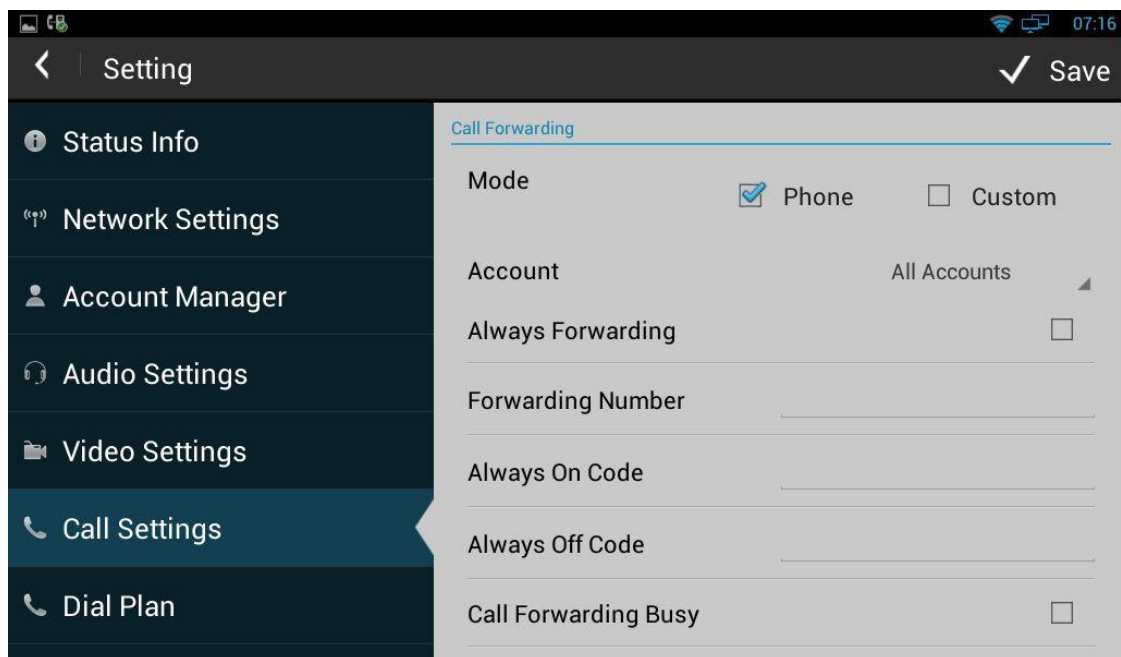 07:16
Setting
Save
Status Info
Network Settings
Account Manager
Audio Settings
Video Settings
Call Settings
Dial Plan
Call Forwarding
Mode
Phone
Custom
Account
All Accounts
Always Forwarding
Forwarding Number
Always On Code
Always Off Code
Call Forwarding Busy